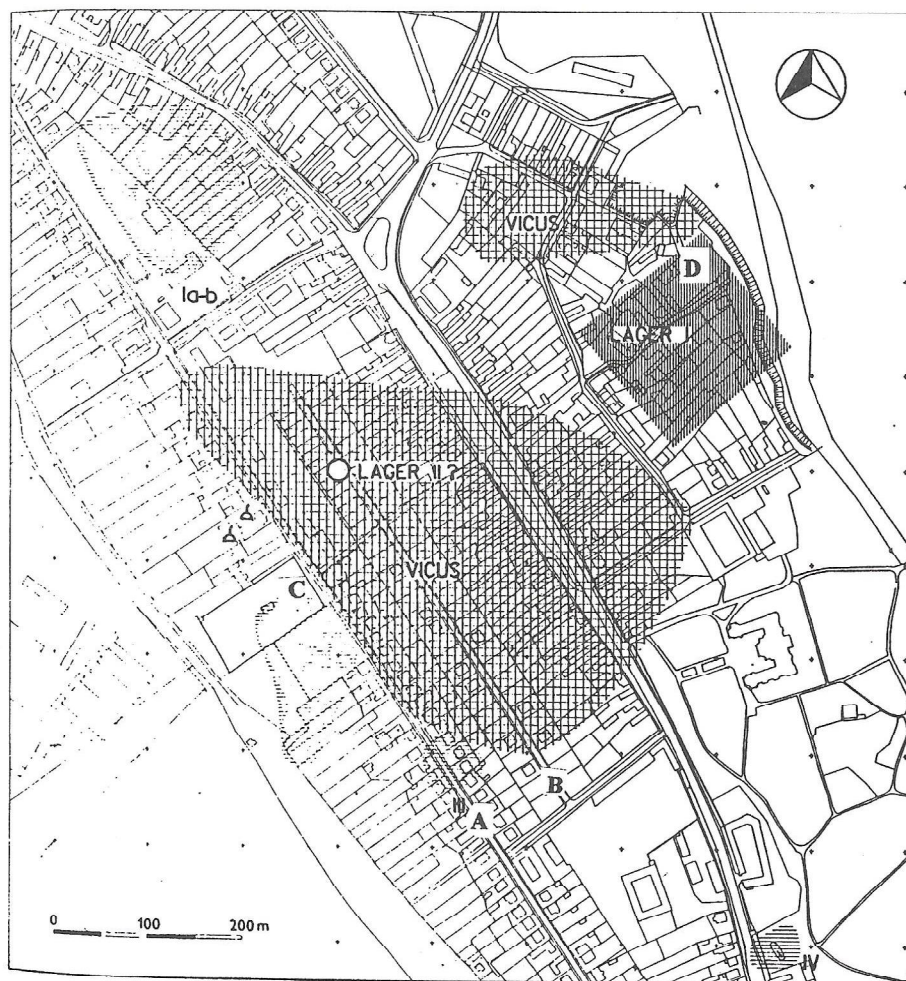 VICUS
D
Ia-b
LAGER I
LAGER II?
VICUS
C
B
III
A
0 100 200 m
IV